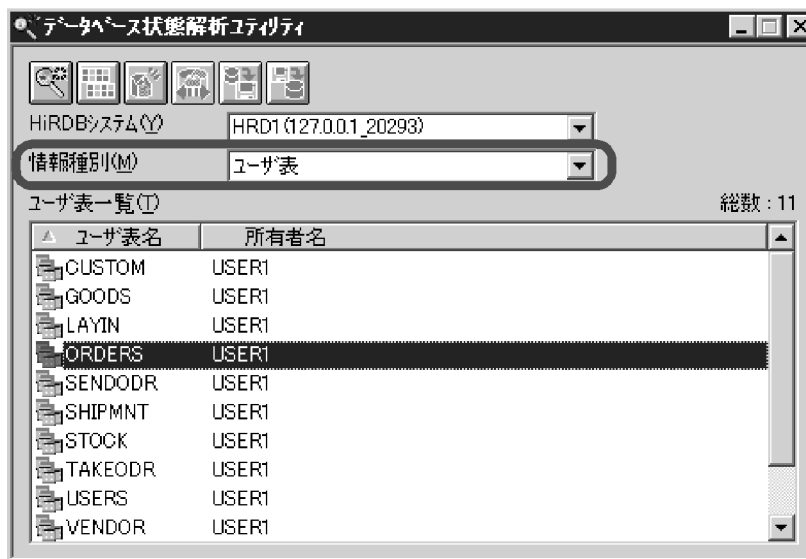 データベース状態解析ユティリティ
HiRDBシステム(Y) HRD1(127.0.0.1_20293)
情報種別(M) ユーザ表
ユーザ表一覧(T) 総数：11
ユーザ表名 所有者名
CUSTOM USER1
GOODS USER1
LAYIN USER1
ORDERS USER1
SENDODR USER1
SHIPMNT USER1
STOCK USER1
TAKEODR USER1
USERS USER1
VENDOR USER1